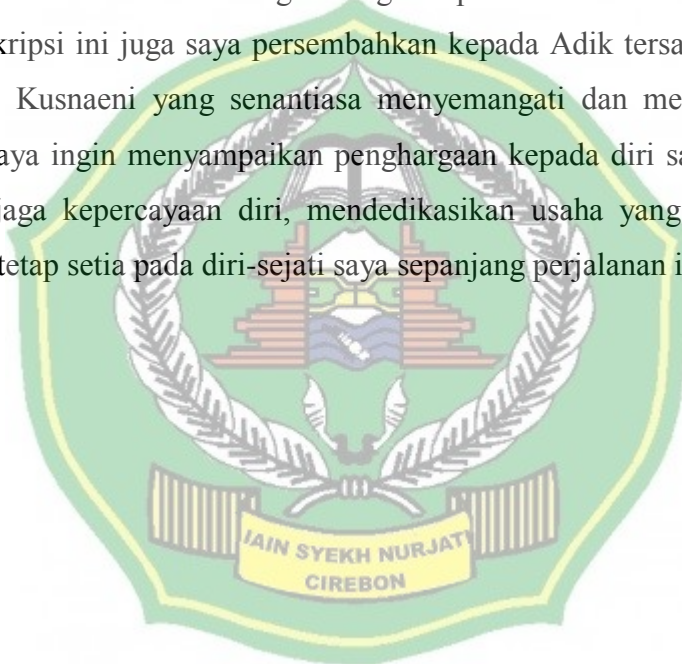 kripsi ini juga saya persembahkan kepada Adik tersa
Kusnaeni yang senantiasa menyemangati dan me
aya ingin menyampaikan penghargaan kepada diri sa
jaga kepercayaan diri, mendedikasikan usaha yang
tetap setia pada diri-sejati saya sepanjang perjalanan i
IAIN SYEKH NURJATI
CIREBON